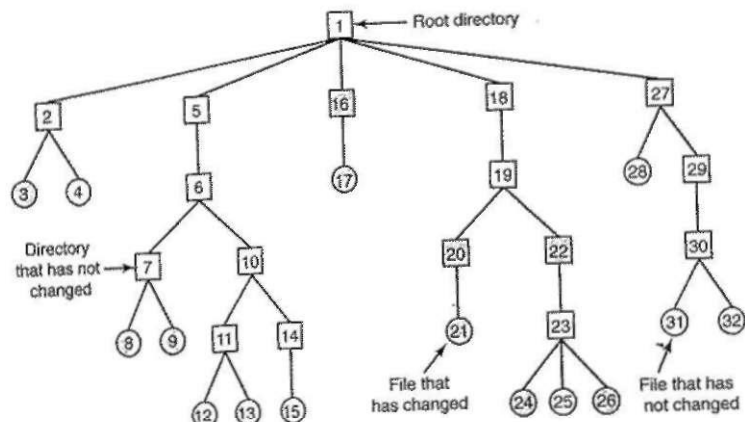 1 Root directory
2 5 16 18 27
3 4 6 17 19 28 29
Directory
that has not
changed
7 10 20 22 30
8 9 11 14 21 23 31 32
File that
has changed
File that has
not changed
12 13 15 24 25 26